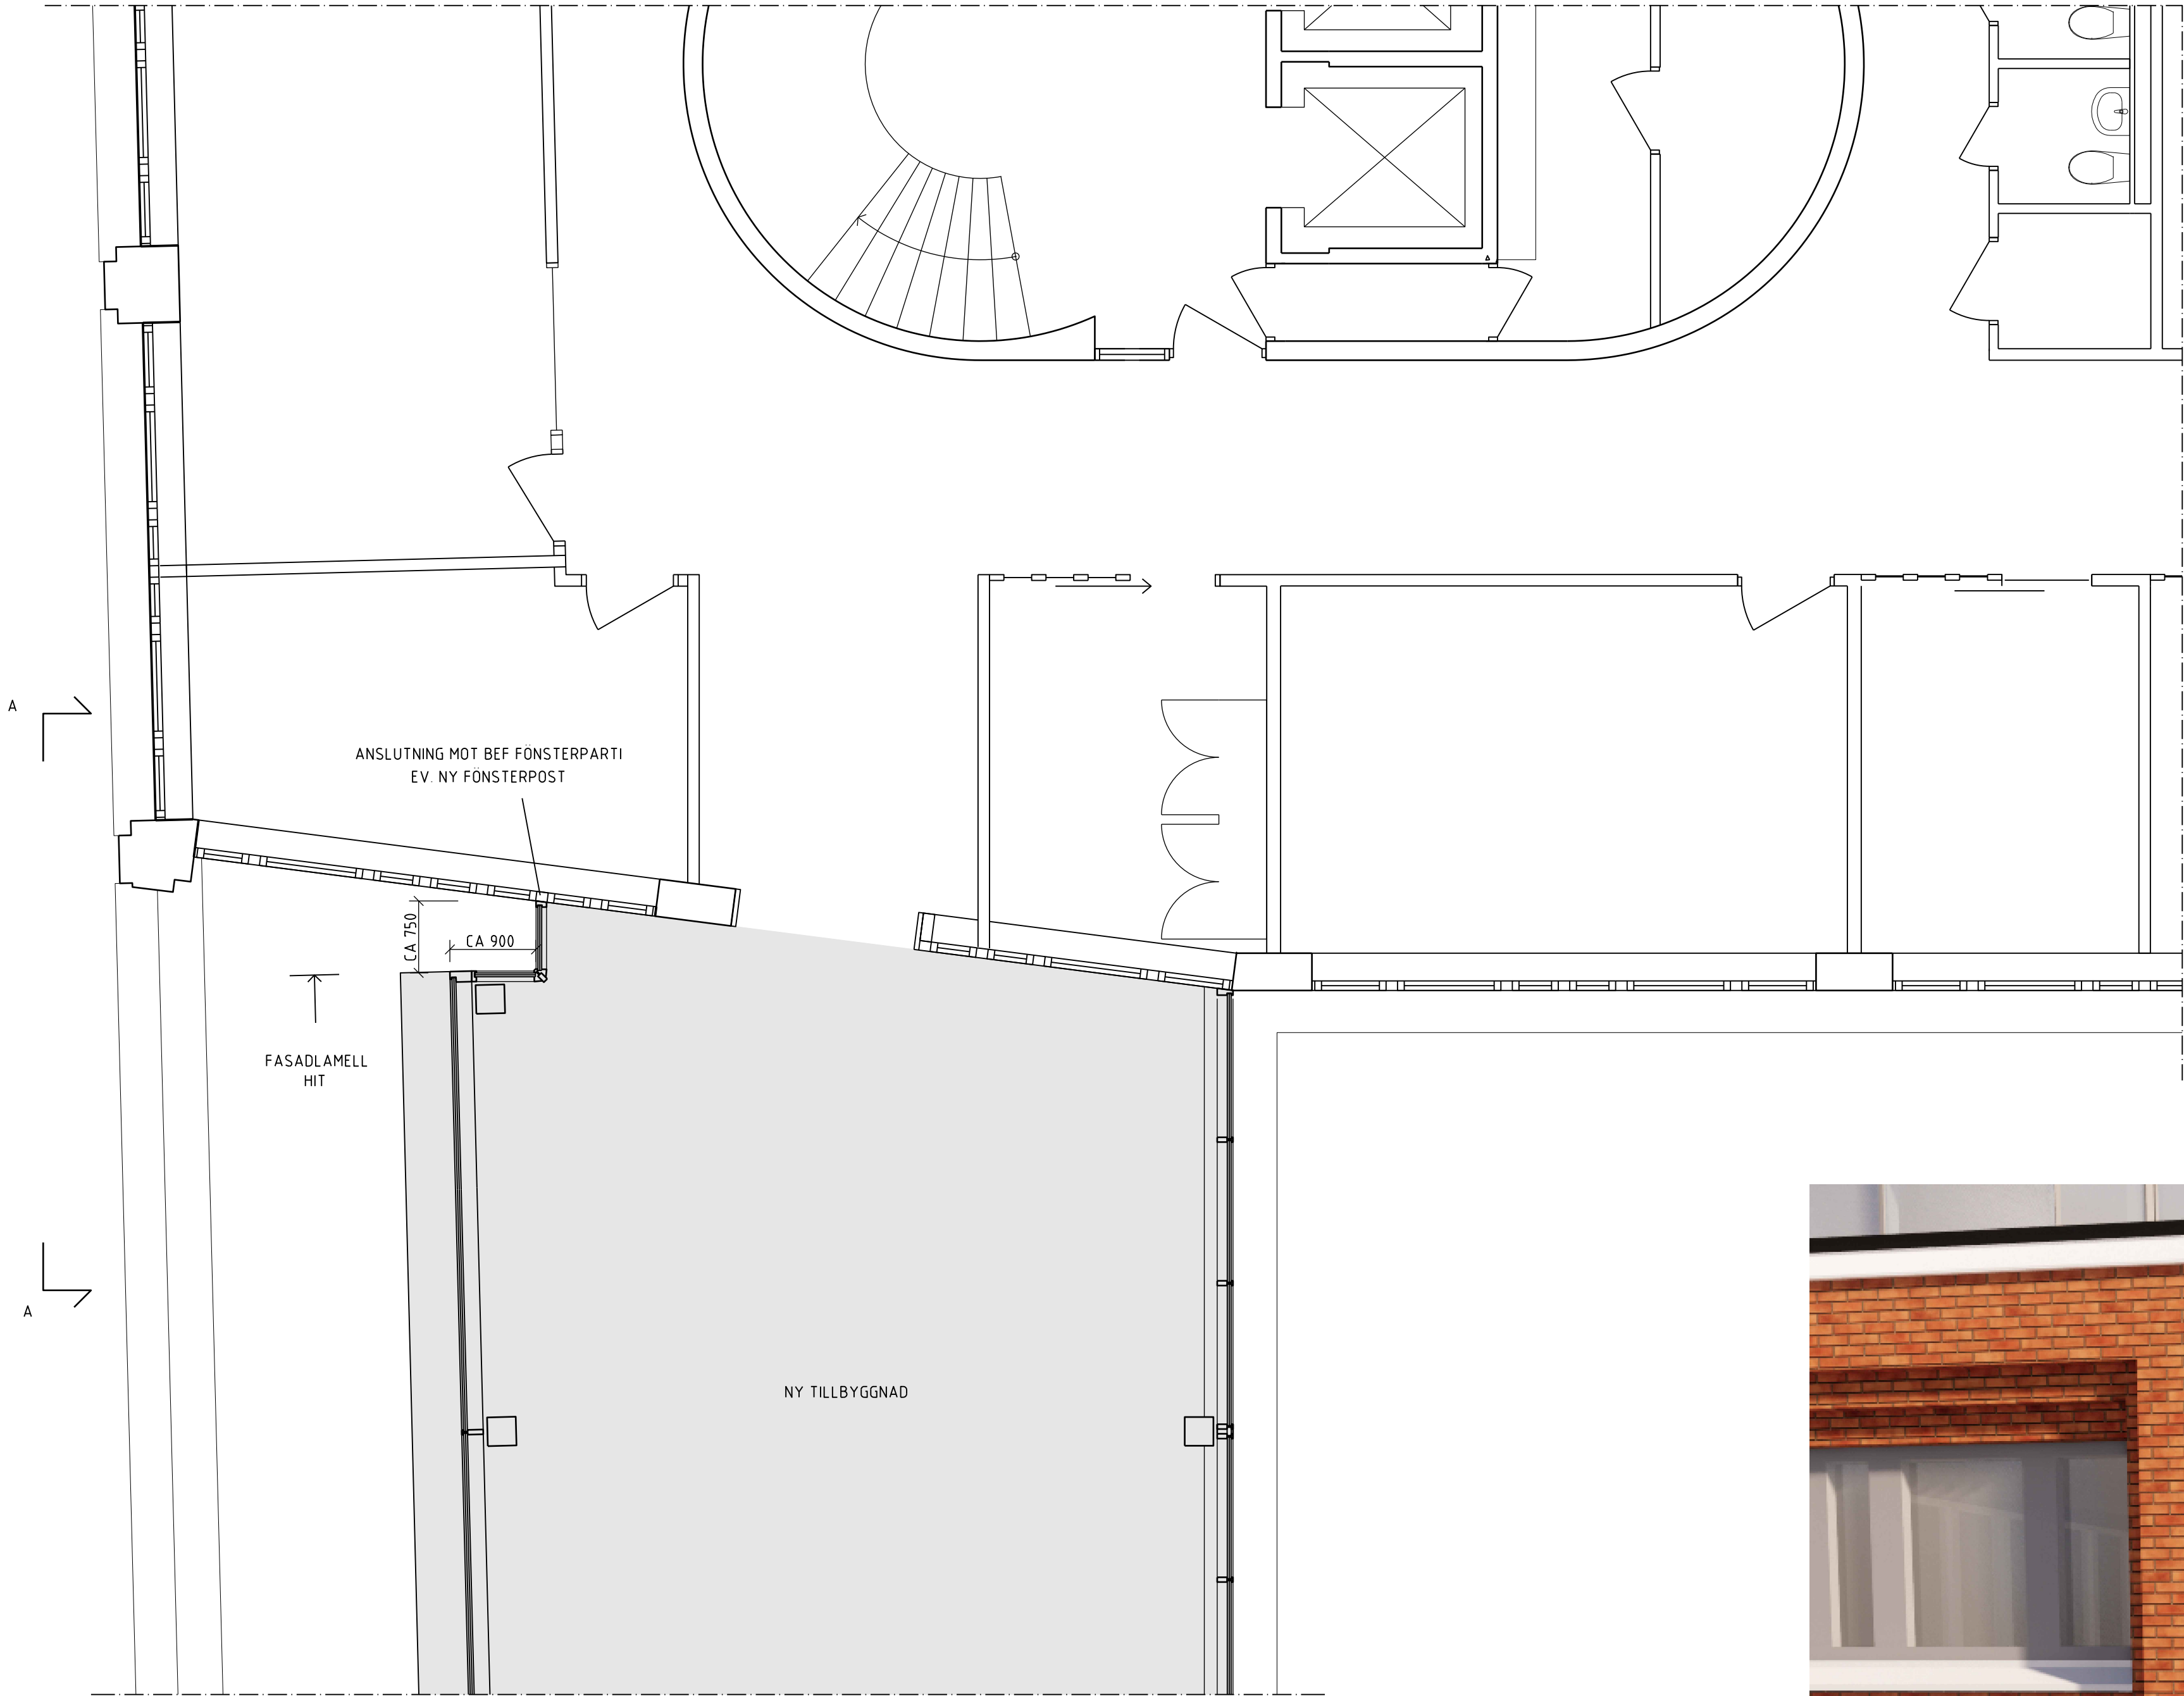 A
ANSLUTNING MOT BEF FÖNSTERPARTI
EV. NY FÖNSTERPOST
CA 750
CA 900
FASADLAMELL
HIT
A
NY TILLBYGGNAD